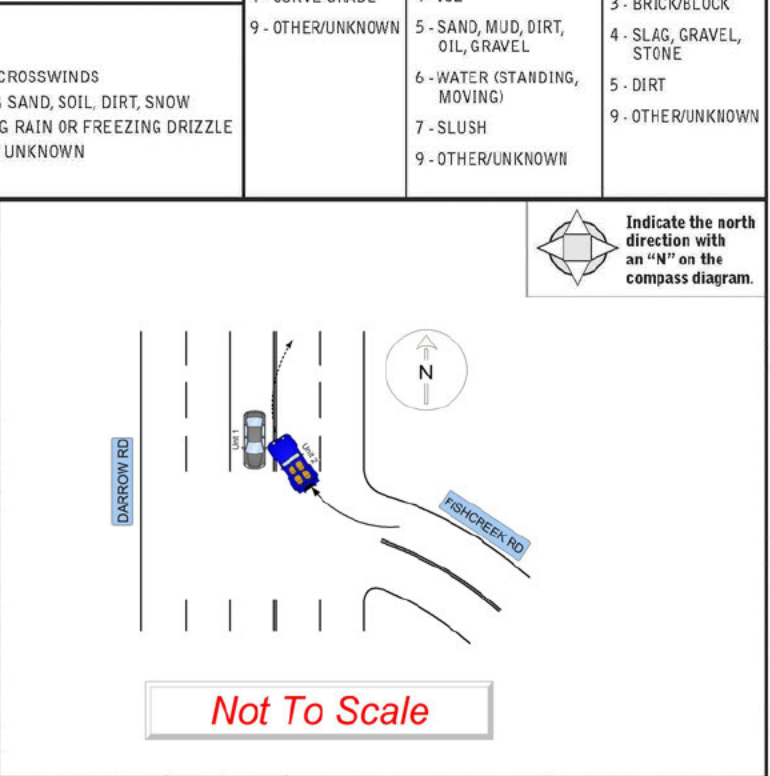 9 - OTHER/UNKNOWN
5 - SAND, MUD, DIRT,
OIL, GRAVEL
6 - WATER (STANDING,
MOVING)
7 - SLUSH
9 - OTHER/UNKNOWN
3 - BRICK/BLOCK
4 - SLAG, GRAVEL,
STONE
5 - DIRT
9 - OTHER/UNKNOWN
CROSSWINDS
SAND, SOIL, DIRT, SNOW
G RAIN OR FREEZING DRIZZLE
UNKNOWN
Indicate the north
direction with
an “N” on the
compass diagram.
N
Unit 1
Unit 2
DARROW RD
FISHCREEK RD
Not To Scale